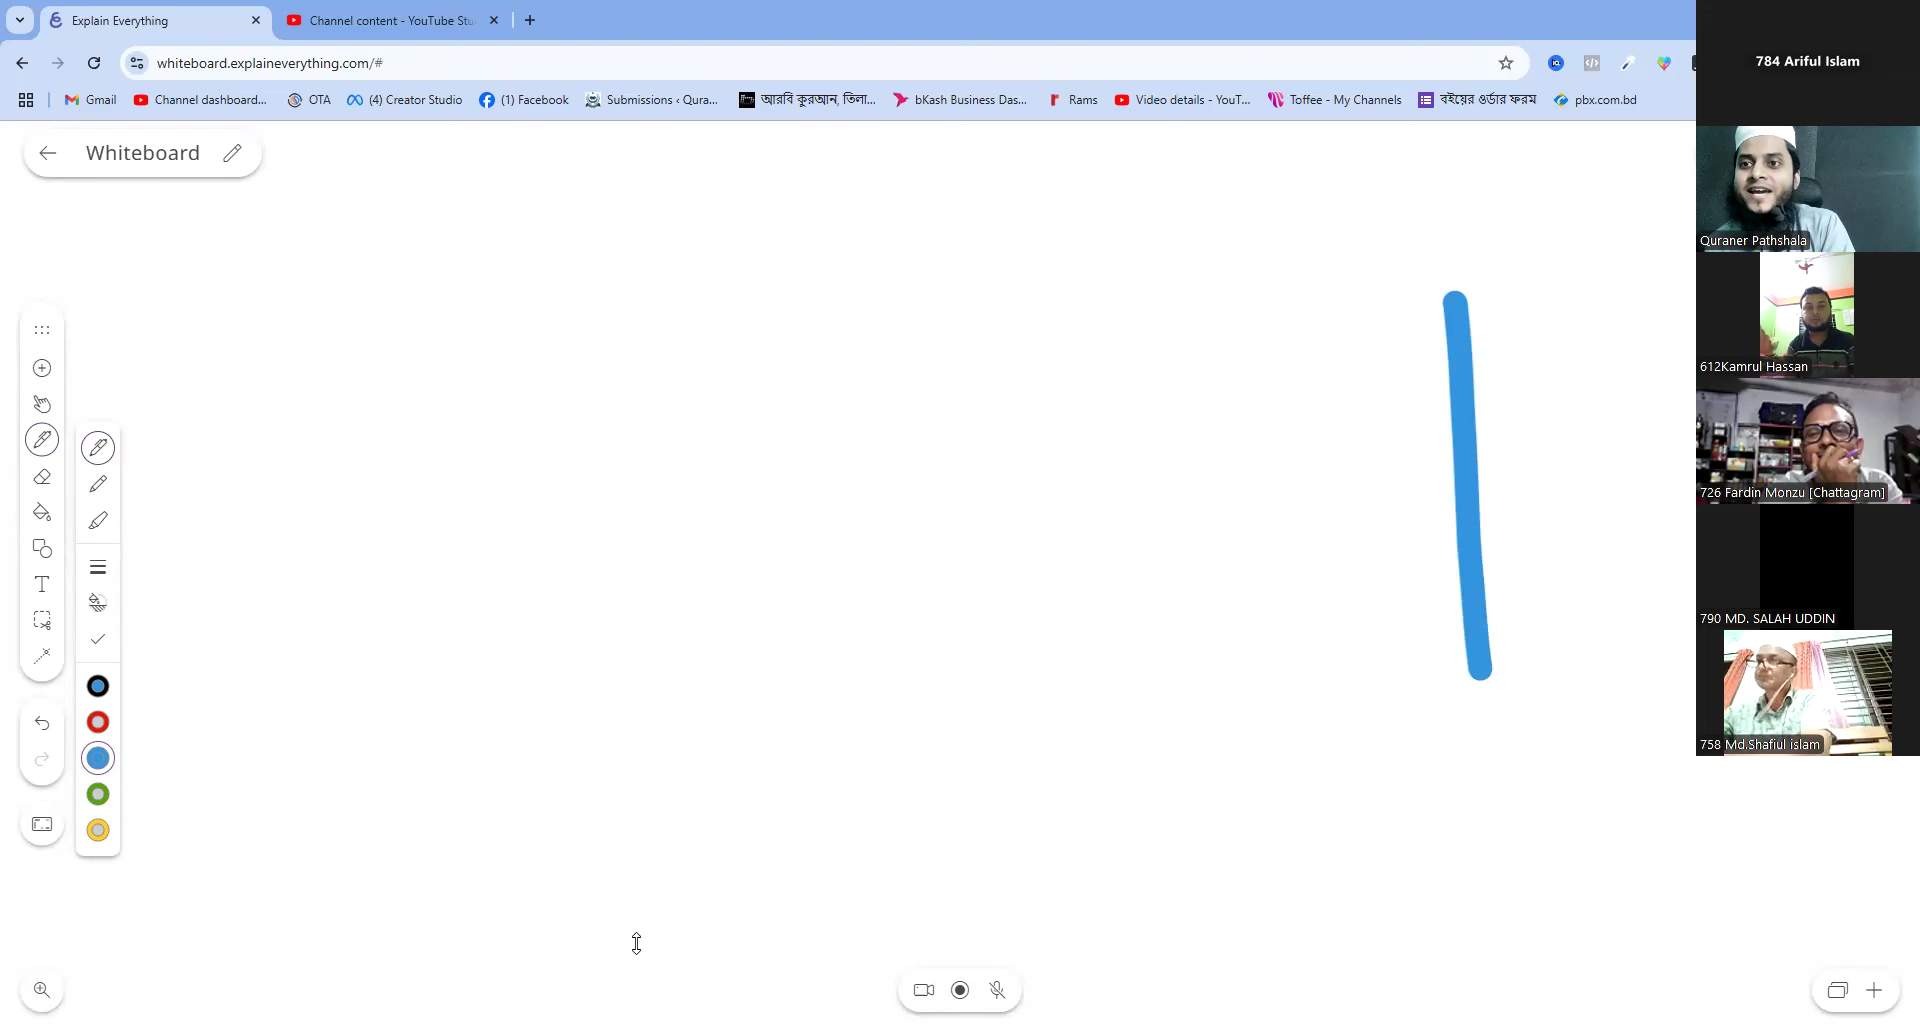 Explain Everything
Channel content - YouTube Stu
whiteboard.explaineverything.com/#
Gmail
Channel dashboard...
OTA
(4) Creator Studio
(1) Facebook
Submissions ‹ Qura...
আরবি কুরআন, তিলা...
bKash Business Das...
Rams
Video details - YouT...
Toffee - My Channels
বইয়ের গুর্ডার ফরম
pbx.com.bd
Whiteboard
T
784 Ariful Islam
Quraner Pathshala
612Kamrul Hassan
726 Fardin Monzu [Chattagram]
790 MD. SALAH UDDIN
758 Md.Shafiul islam